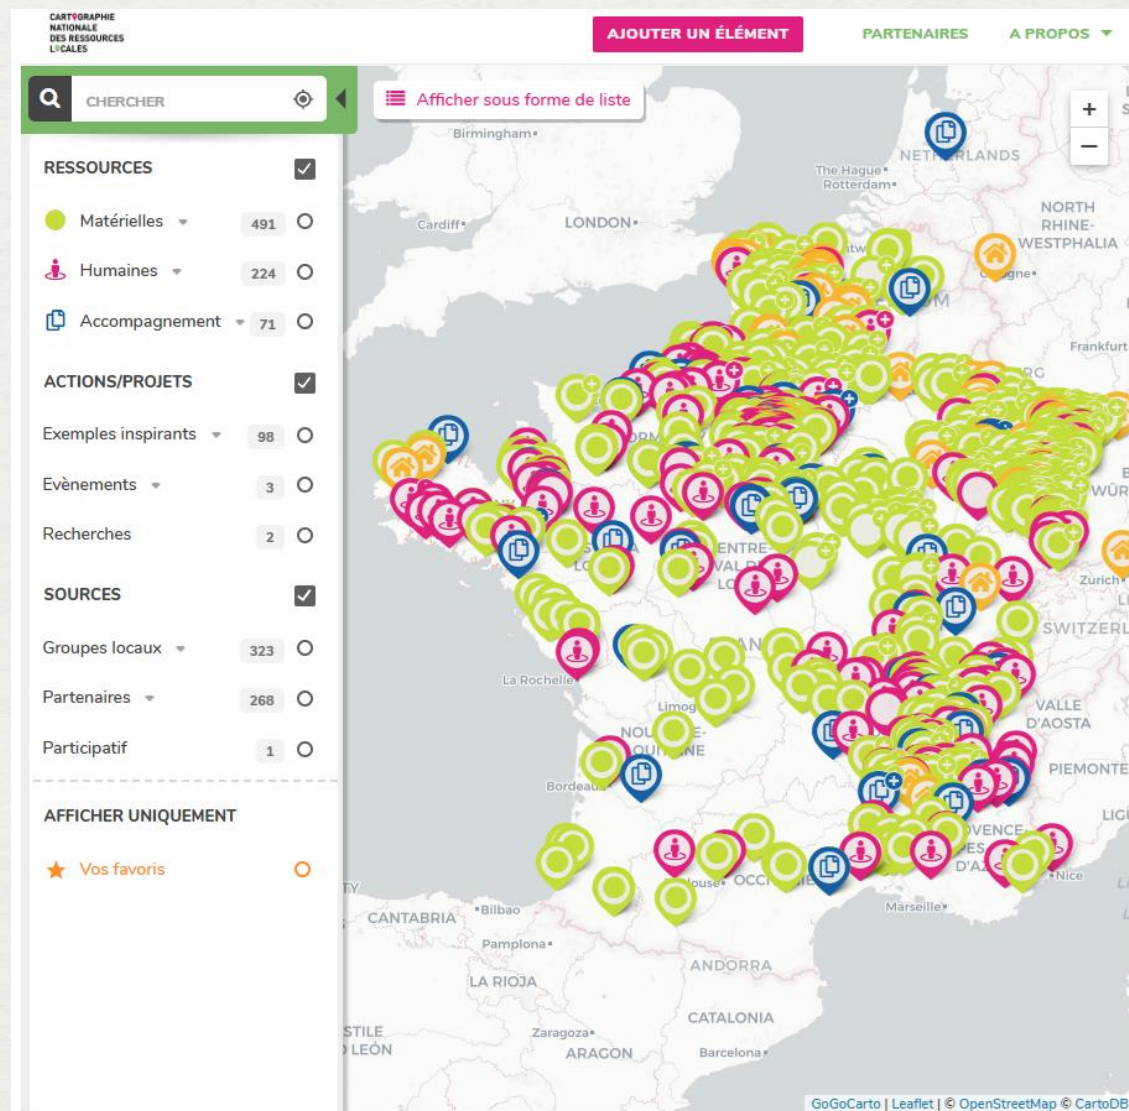 CARTOGRAPHIE
NATIONALE
DES RESSOURCES
LOCALES
AJOUTER UN ÉLÉMENT
PARTENAIRES
A PROPOS
CHERCHER
Afficher sous forme de liste
+
−
RESSOURCES
Matérielles 491
Humaines 224
Accompagnement 71
ACTIONS/PROJETS
Exemples inspirants 98
Evènements 3
Recherches 2
SOURCES
Groupes locaux 323
Partenaires 268
Participatif 1
AFFICHER UNIQUEMENT
Vos favoris
Birmingham
The Hague
Rotterdam
Cardiff
LONDON
NORTH
RHINE-
WESTPHALIA
Frankfurt
Zürich
La Rochelle
VALLE
D'AOSTA
PIEMONTE
Nice
Marseille
CANTABRIA
Bilbao
Pamplona
LA RIOJA
ANDORRA
CATALONIA
Zaragoza
ARAGON
Barcelona
GoGoCarto | Leaflet | © OpenStreetMap © CartoDB